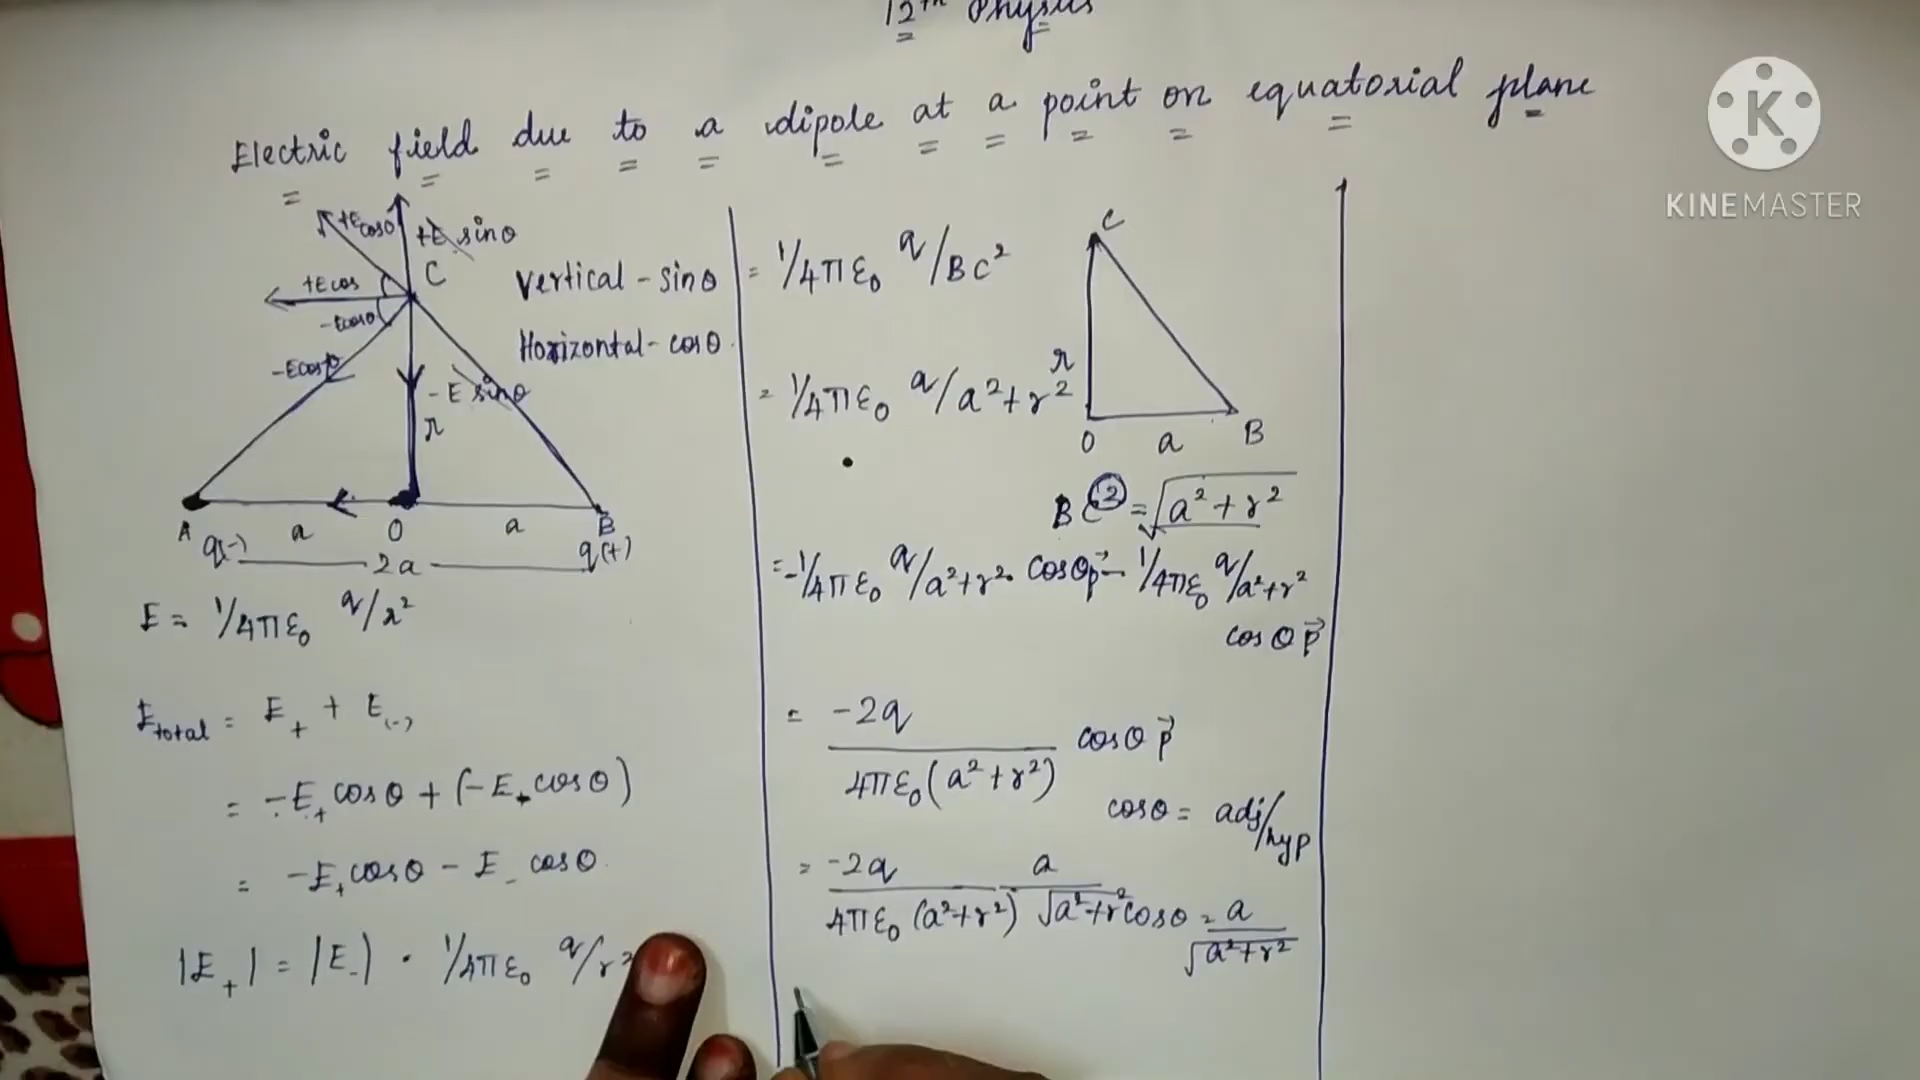 12th Physics
Electric field due to a dipole at a point on equatorial plane
KINEMASTER
+Ecosθ
+E sinθ
C
+Ecos
-Ecosθ
-Ecosθ
-E sinθ
r
A a O a B
q(-) 2a q(+)
Vertical - sinθ
Horizontal - cosθ
E = 1/4πε0 q/r²
Etotal = E+ + E(-)
= -E+ cosθ + (-E+ cosθ)
= -E+ cosθ - E- cosθ
|E+| = |E-| · 1/4πε0 q/r²
= 1/4πε0 q/BC²
= 1/4πε0 q/a²+r²
C
r
O a B
BC² = √a²+r²
= -1/4πε0 q/a²+r² · cosθ p⃗ - 1/4πε0 q/a²+r²
cosθ p⃗
= -2q / 4πε0 (a²+r²) cosθ p⃗
cosθ = adj/hyp
= -2q / 4πε0 (a²+r²) a / √a²+r²
cosθ = a / √a²+r²